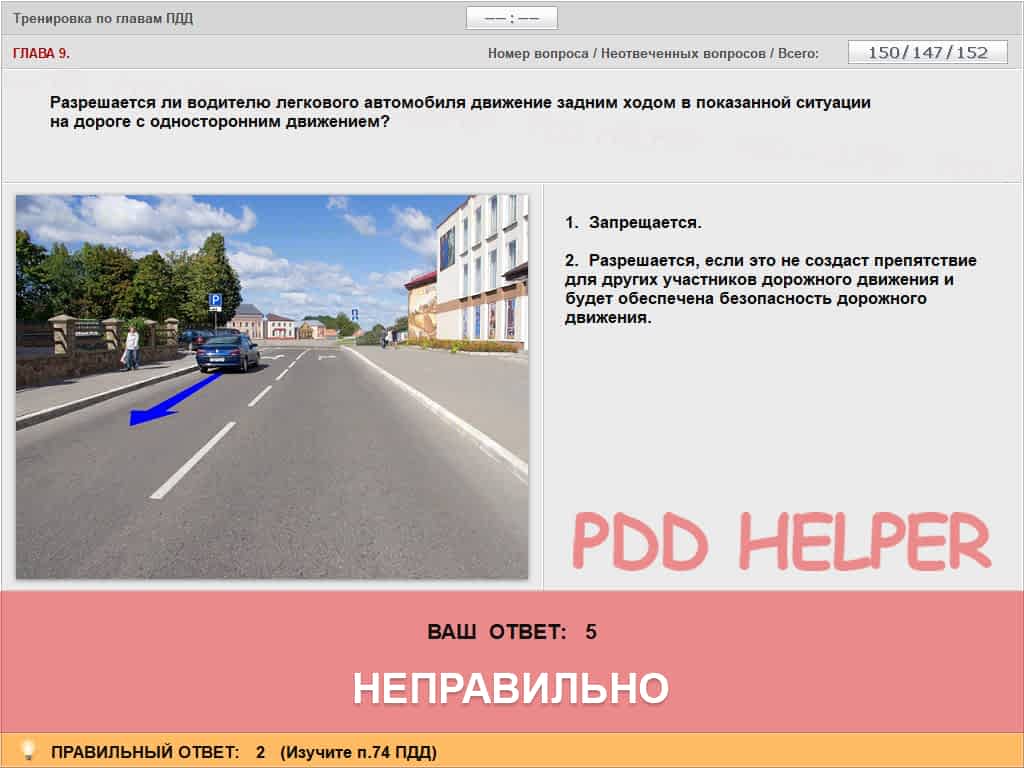 Тренировка по главам ПДД
—— : ——
ГЛАВА 9.
Номер вопроса / Неотвеченных вопросов / Всего:
150/147/152
Разрешается ли водителю легкового автомобиля движение задним ходом в показанной ситуации
на дороге с односторонним движением?
P
1. Запрещается.
2. Разрешается, если это не создаст препятствие
для других участников дорожного движения и
будет обеспечена безопасность дорожного
движения.
PDD HELPER
ВАШ ОТВЕТ: 5
НЕПРАВИЛЬНО
ПРАВИЛЬНЫЙ ОТВЕТ: 2 (Изучите п.74 ПДД)